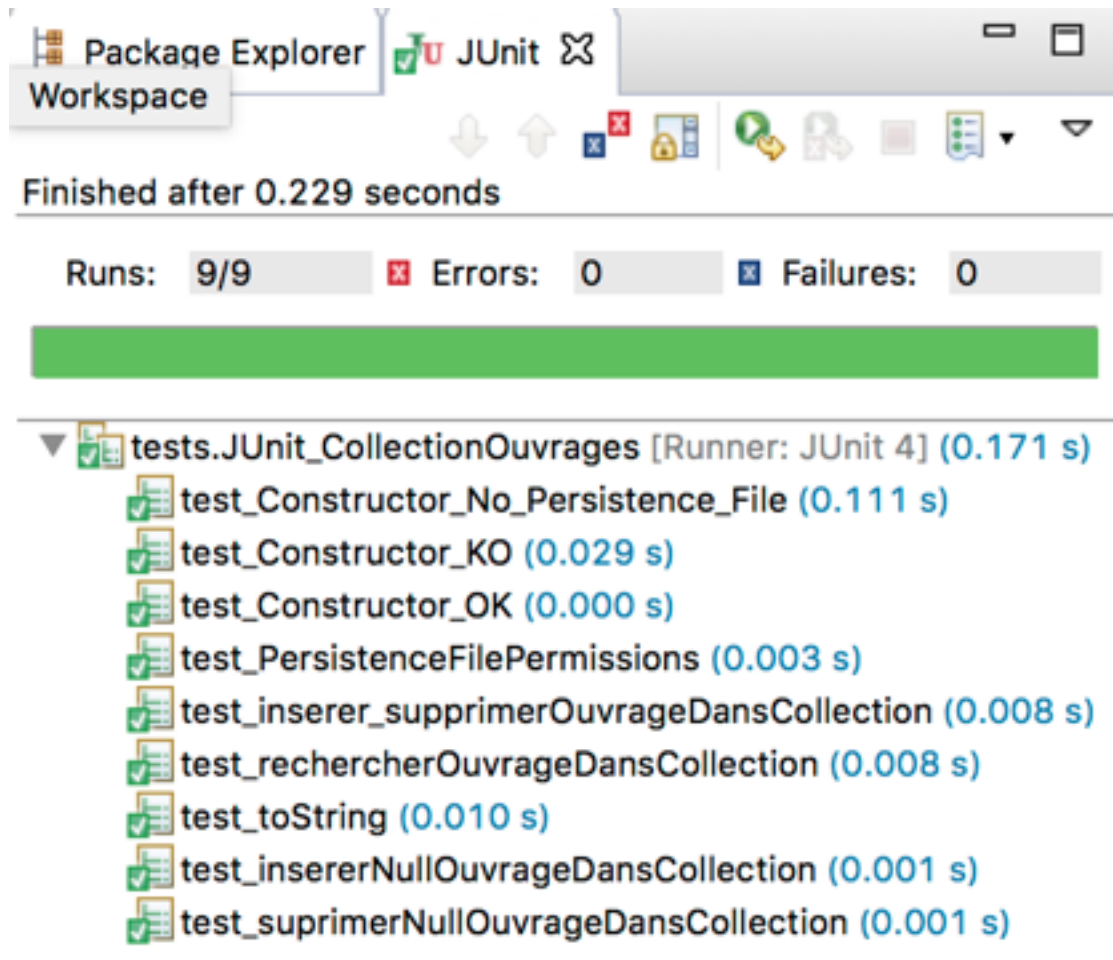 Package Explorer JUnit
Workspace
Finished after 0.229 seconds
Runs: 9/9 Errors: 0 Failures: 0
tests.JUnit_CollectionOuvrages [Runner: JUnit 4] (0.171 s)
test_Constructor_No_Persistence_File (0.111 s)
test_Constructor_KO (0.029 s)
test_Constructor_OK (0.000 s)
test_PersistenceFilePermissions (0.003 s)
test_inserer_supprimerOuvrageDansCollection (0.008 s)
test_rechercherOuvrageDansCollection (0.008 s)
test_toString (0.010 s)
test_insererNullOuvrageDansCollection (0.001 s)
test_suprimerNullOuvrageDansCollection (0.001 s)